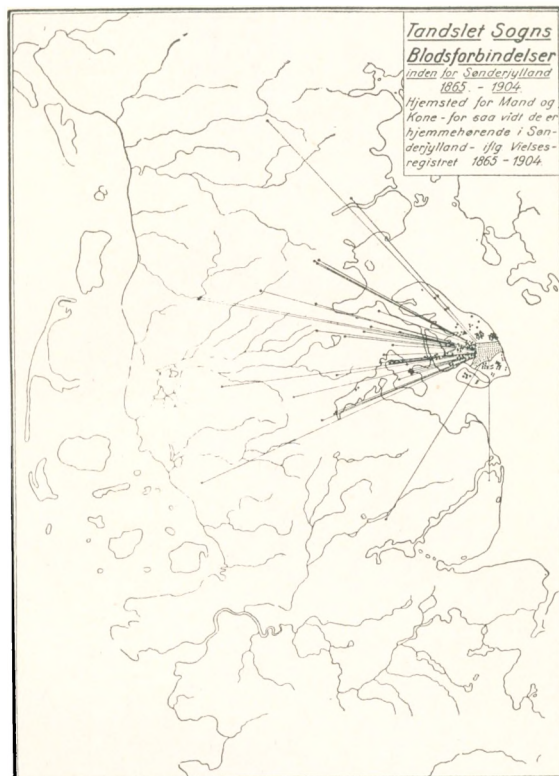 Tandslet Sogns
Blodsforbindelser
inden for Sønderjylland
1865. - 1904.
Hjemsted for Mand og
Kone - for saa vidt de er
hjemmehørende i Søn-
derjylland - iflg Vielses-
registret 1865 - 1904.